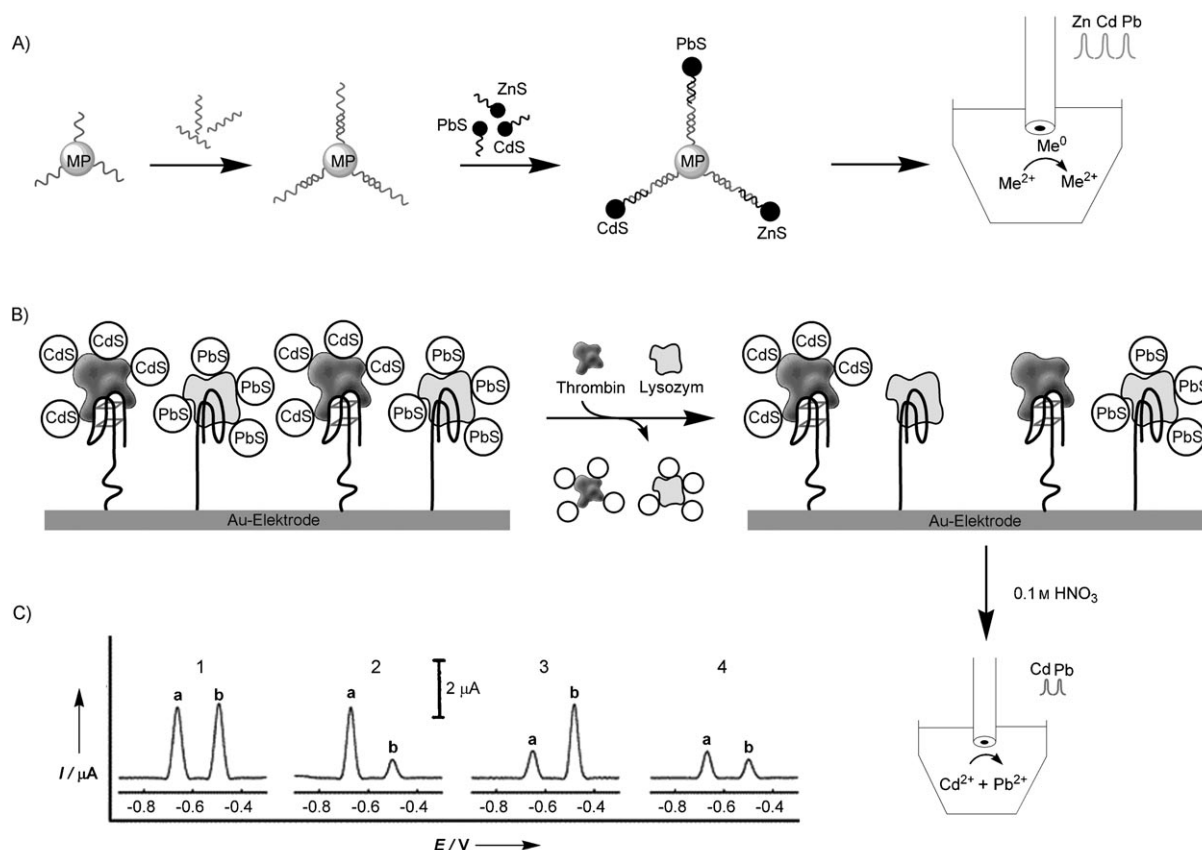 A)
MP
MP
ZnS
PbS
CdS
PbS
MP
CdS
ZnS
Zn Cd Pb
Me0
Me2+ Me2+
B)
CdS CdS CdS CdS
PbS PbS PbS PbS
CdS CdS CdS CdS
PbS PbS PbS PbS
Au-Elektrode
Thrombin Lysozym
CdS CdS CdS CdS
PbS PbS PbS PbS
Au-Elektrode
0.1 M HNO3
Cd Pb
Cd2+ + Pb2+
C)
1 2 3 4
2 μA
a b a b a b a b
I / μA
-0.8 -0.6 -0.4 -0.8 -0.6 -0.4 -0.8 -0.6 -0.4 -0.8 -0.6 -0.4
E / V